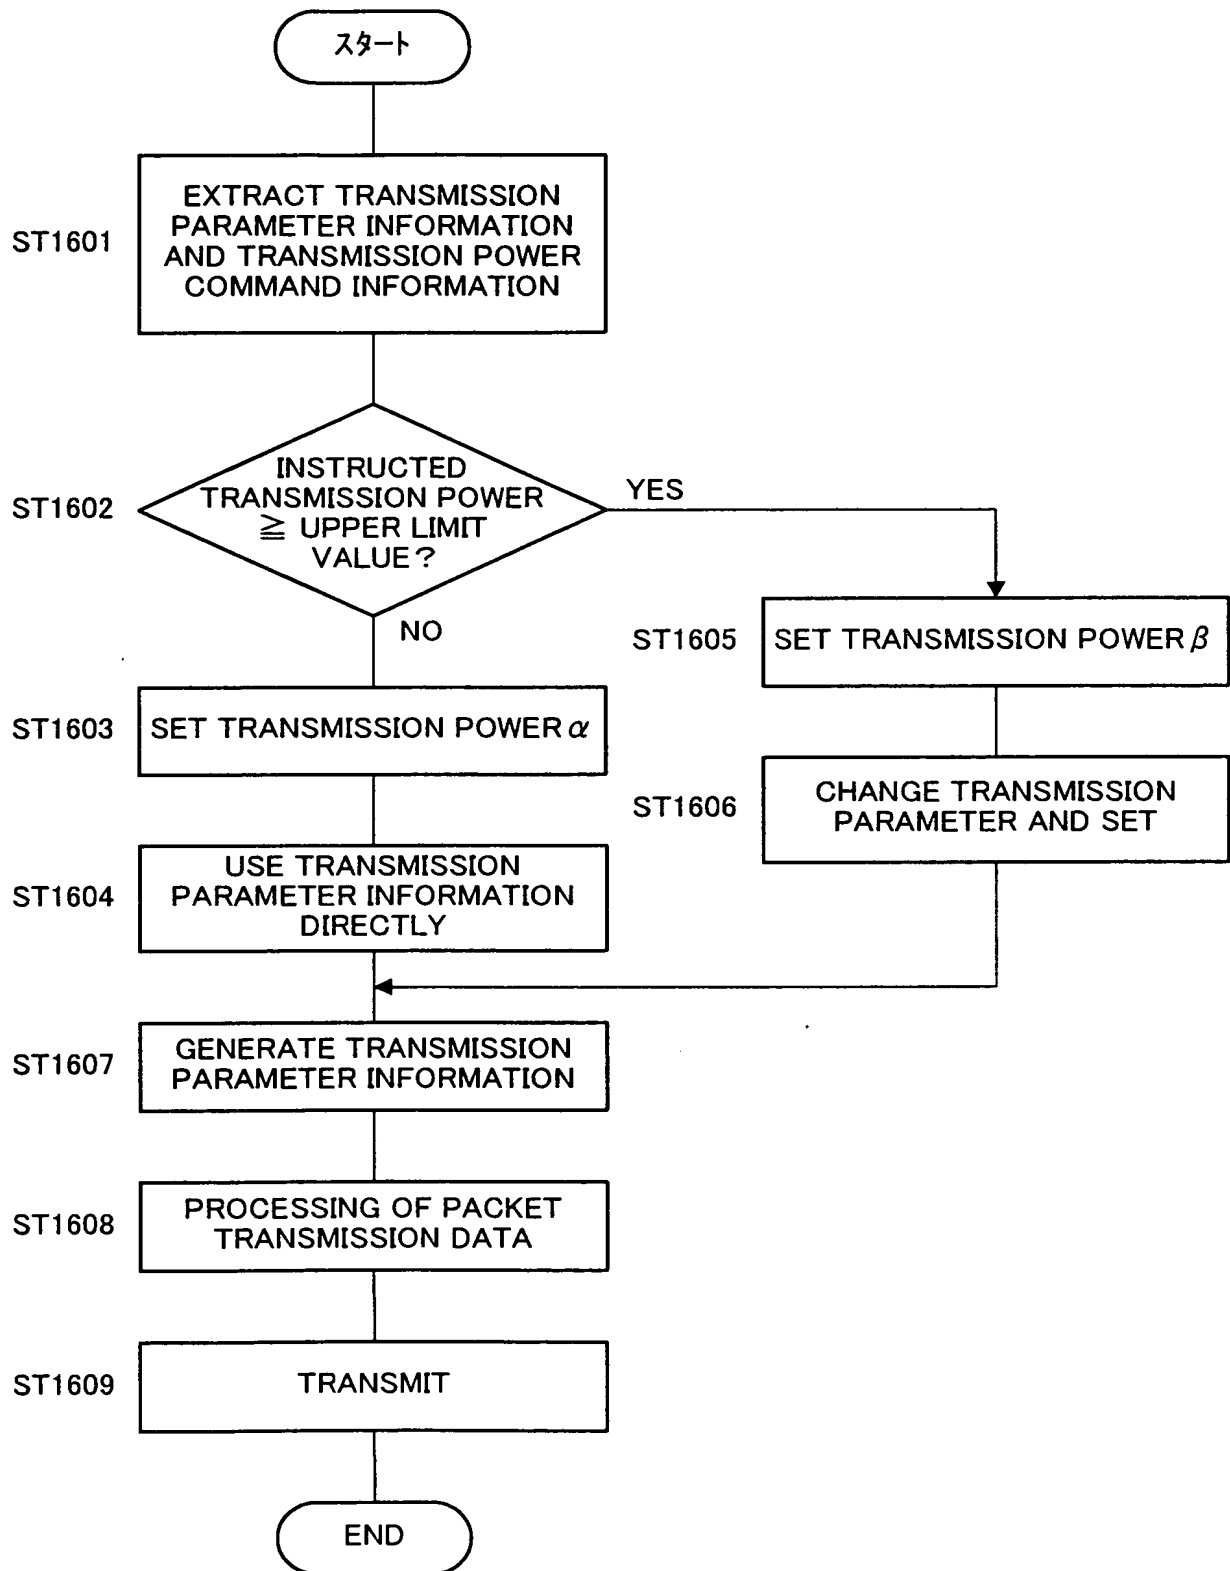 スタート
ST1601
EXTRACT TRANSMISSION
PARAMETER INFORMATION
AND TRANSMISSION POWER
COMMAND INFORMATION
ST1602
INSTRUCTED
TRANSMISSION POWER
≧ UPPER LIMIT
VALUE?
YES
NO
ST1605
SET TRANSMISSION POWER β
ST1603
SET TRANSMISSION POWER α
ST1606
CHANGE TRANSMISSION
PARAMETER AND SET
ST1604
USE TRANSMISSION
PARAMETER INFORMATION
DIRECTLY
ST1607
GENERATE TRANSMISSION
PARAMETER INFORMATION
ST1608
PROCESSING OF PACKET
TRANSMISSION DATA
ST1609
TRANSMIT
END